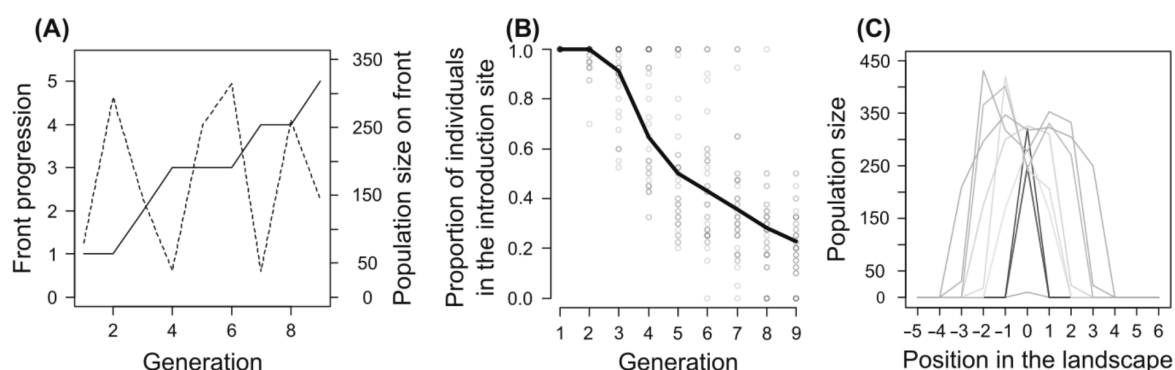 (A)
Front progression
5
4
3
2
1
0
350
250
150
50
0
Population size on front
2 4 6 8
Generation
(B)
Proportion of individuals
in the introduction site
1.0
0.8
0.6
0.4
0.2
0.0
1 2 3 4 5 6 7 8 9
Generation
(C)
Population size
450
350
250
150
50
0
−5 −4 −3 −2 −1 0 1 2 3 4 5 6
Position in the landscape